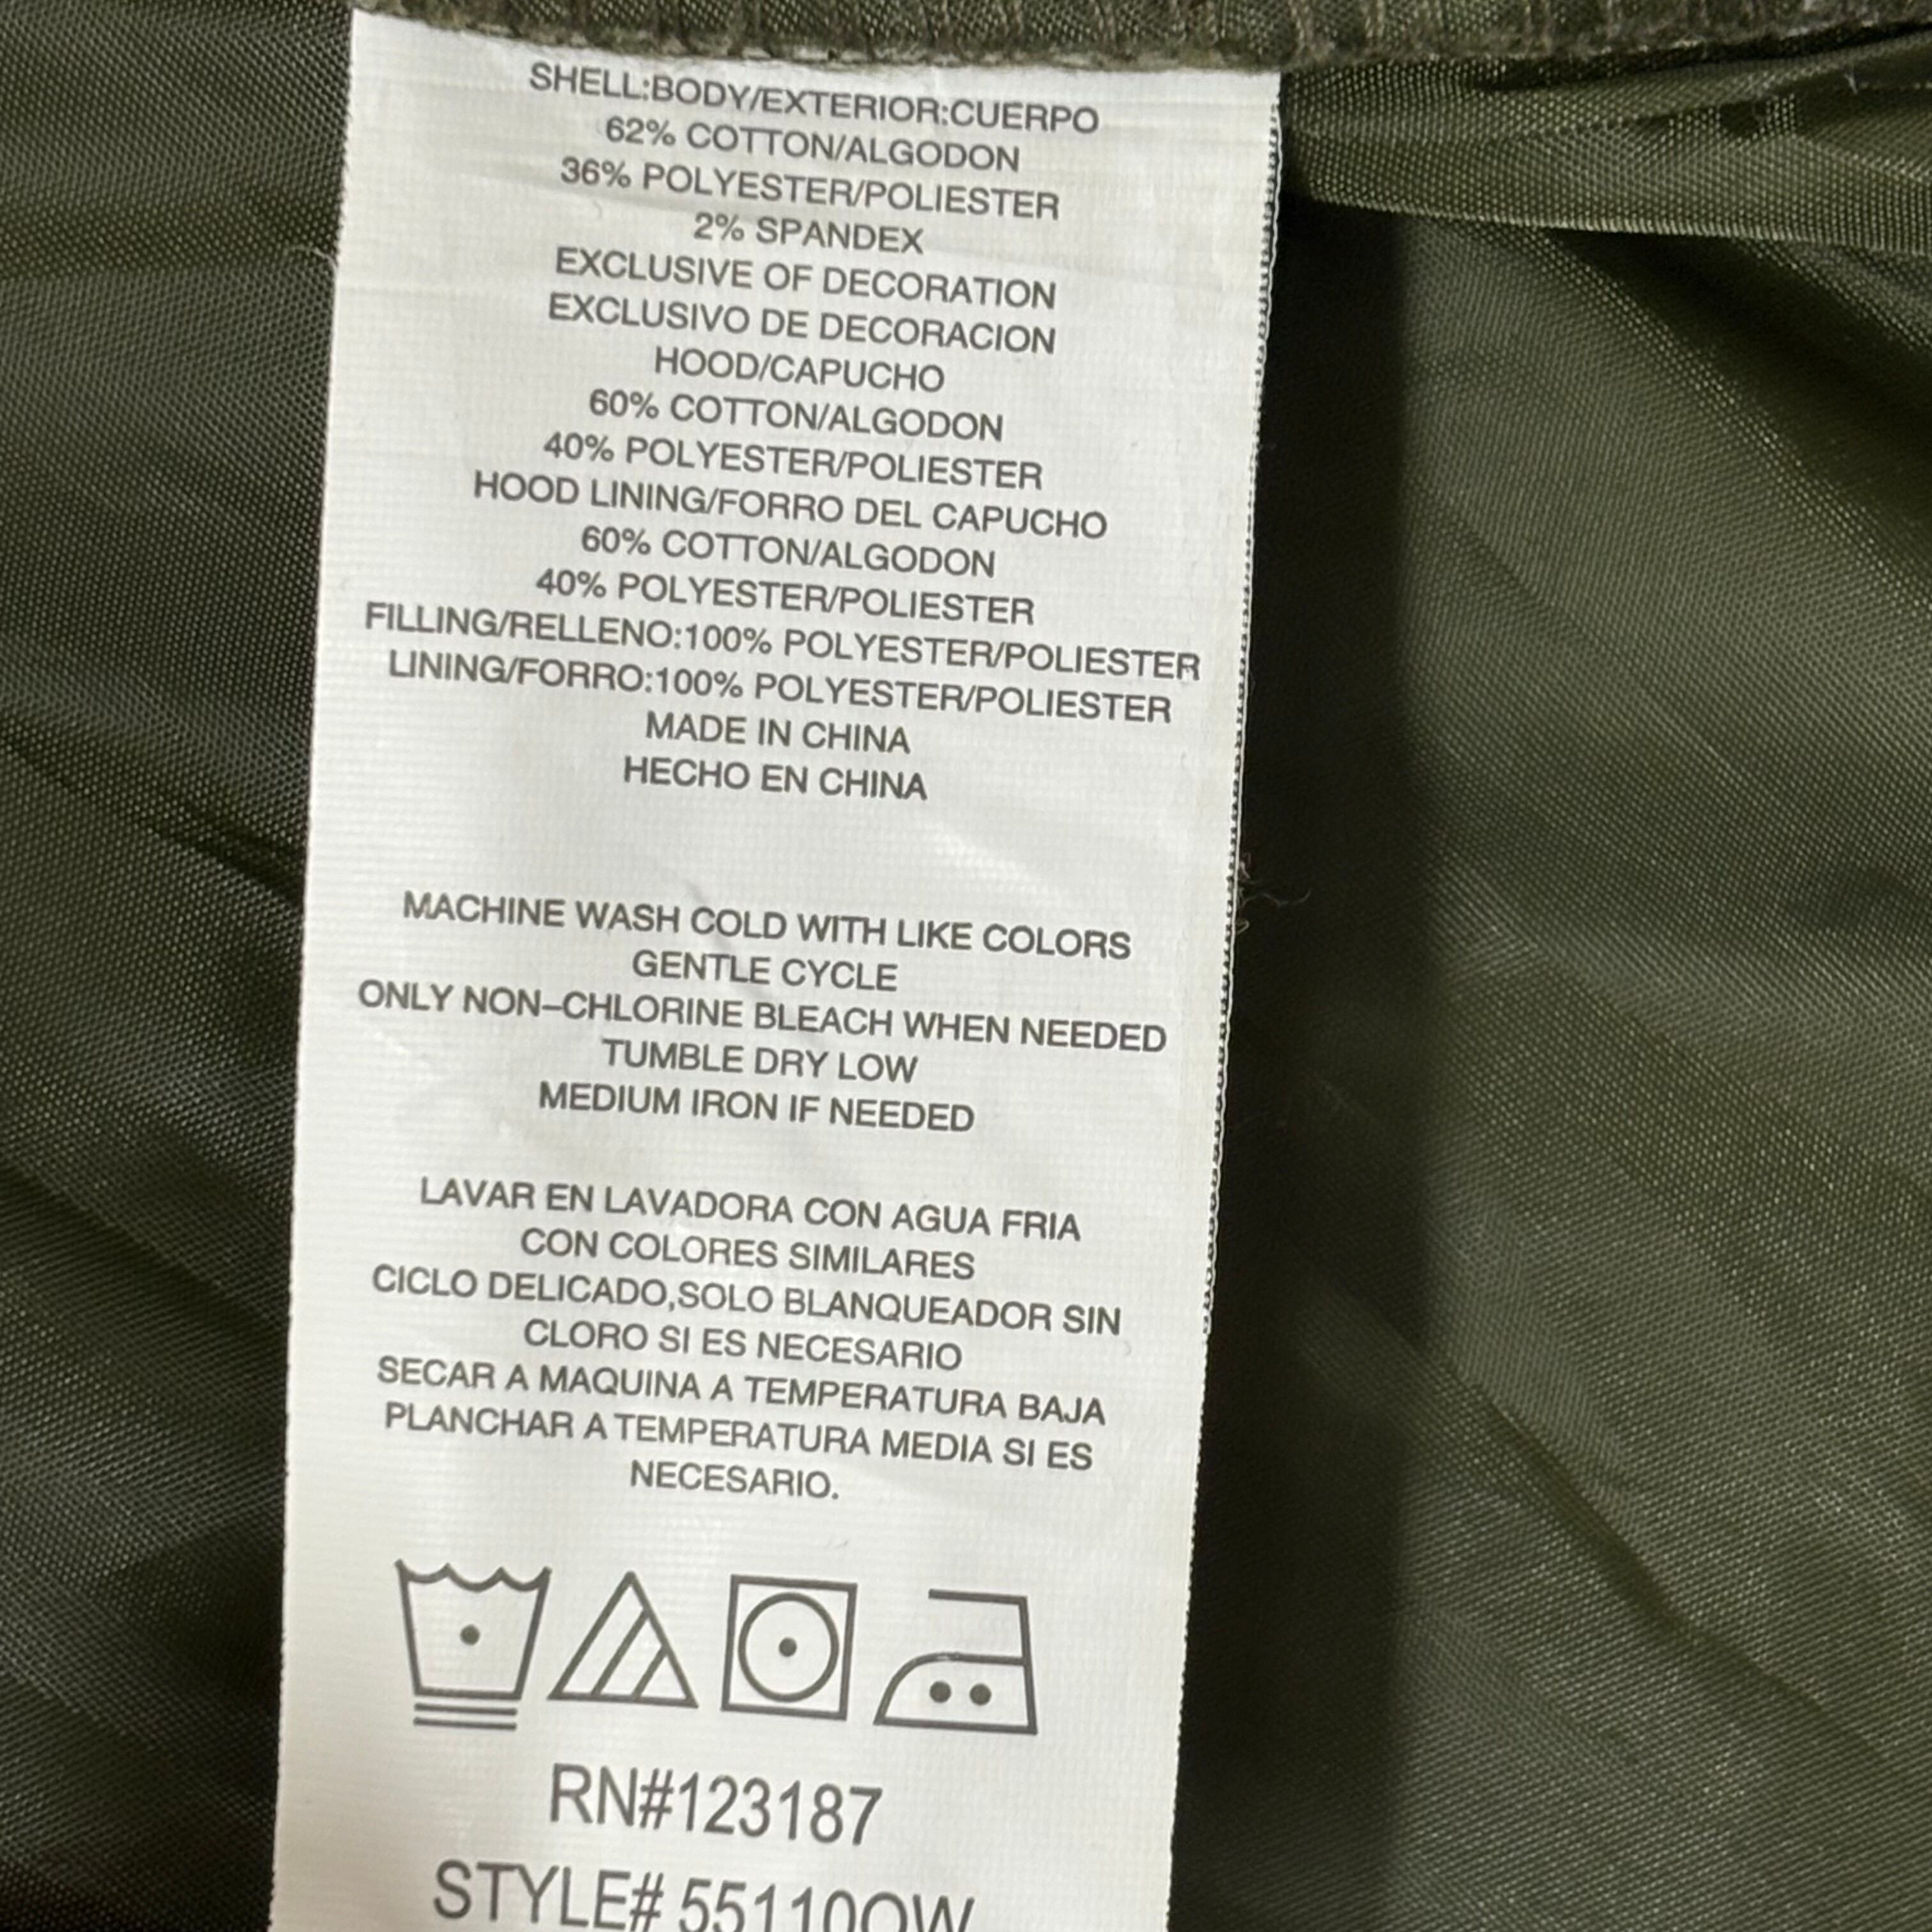 SHELL:BODY/EXTERIOR:CUERPO
62% COTTON/ALGODON
36% POLYESTER/POLIESTER
2% SPANDEX
EXCLUSIVE OF DECORATION
EXCLUSIVO DE DECORACION
HOOD/CAPUCHO
60% COTTON/ALGODON
40% POLYESTER/POLIESTER
HOOD LINING/FORRO DEL CAPUCHO
60% COTTON/ALGODON
40% POLYESTER/POLIESTER
FILLING/RELLENO:100% POLYESTER/POLIESTER
LINING/FORRO:100% POLYESTER/POLIESTER
MADE IN CHINA
HECHO EN CHINA
MACHINE WASH COLD WITH LIKE COLORS
GENTLE CYCLE
ONLY NON-CHLORINE BLEACH WHEN NEEDED
TUMBLE DRY LOW
MEDIUM IRON IF NEEDED
LAVAR EN LAVADORA CON AGUA FRIA
CON COLORES SIMILARES
CICLO DELICADO,SOLO BLANQUEADOR SIN
CLORO SI ES NECESARIO
SECAR A MAQUINA A TEMPERATURA BAJA
PLANCHAR A TEMPERATURA MEDIA SI ES
NECESARIO.
RN#123187
STYLE# 55110OW